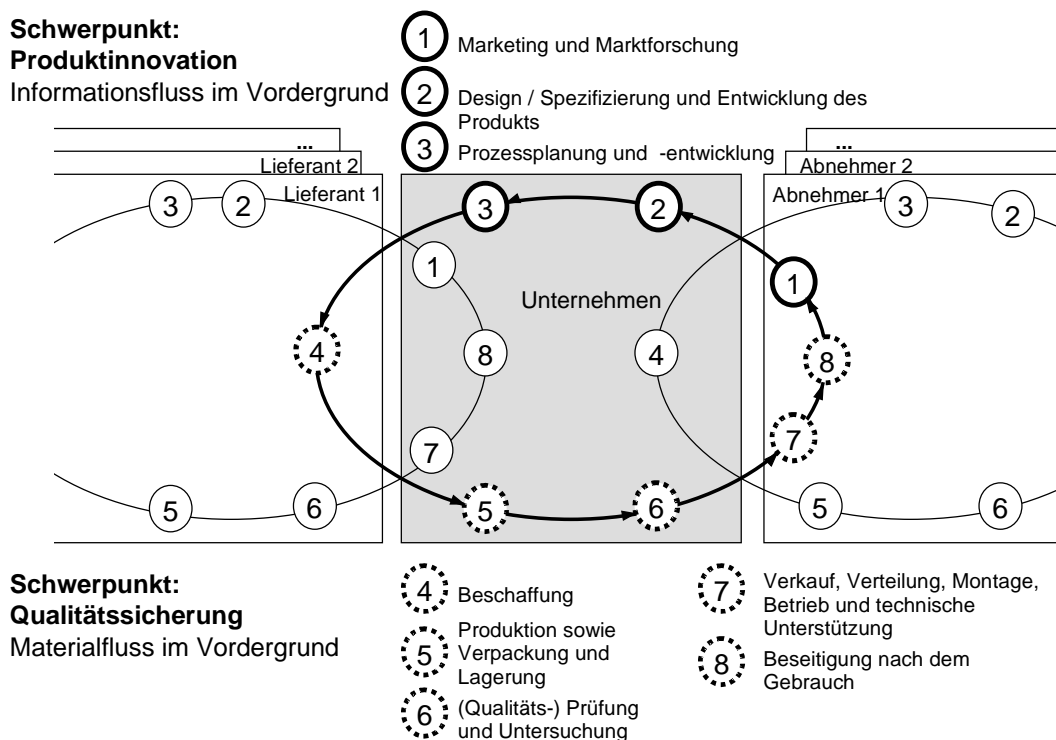 Schwerpunkt:
Produktinnovation
Informationsfluss im Vordergrund
1 Marketing und Marktforschung
2 Design / Spezifizierung und Entwicklung des
Produkts
3 Prozessplanung und -entwicklung
...
Lieferant 2
Lieferant 1
3
2
1
8
7
6
5
Unternehmen
3
2
1
8
7
6
5
4
...
Abnehmer 2
Abnehmer 1
3
2
4
5
6
Schwerpunkt:
Qualitätssicherung
Materialfluss im Vordergrund
4 Beschaffung
5 Produktion sowie
Verpackung und
Lagerung
6 (Qualitäts-) Prüfung
und Untersuchung
7 Verkauf, Verteilung, Montage,
Betrieb und technische
Unterstützung
8 Beseitigung nach dem
Gebrauch